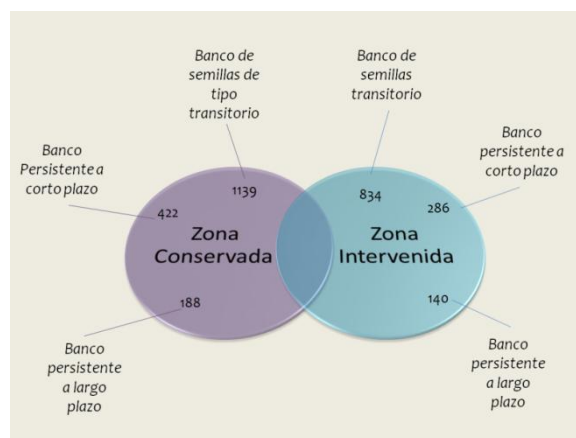 Banco de
semillas de
tipo
transitorio
Banco de
semillas
transitorio
Banco
Persistente a
corto plazo
Banco
persistente a
corto plazo
1139
422
Zona
Conservada
188
834
286
Zona
Intervenida
140
Banco
persistente
a largo
plazo
Banco
persistente
a largo
plazo